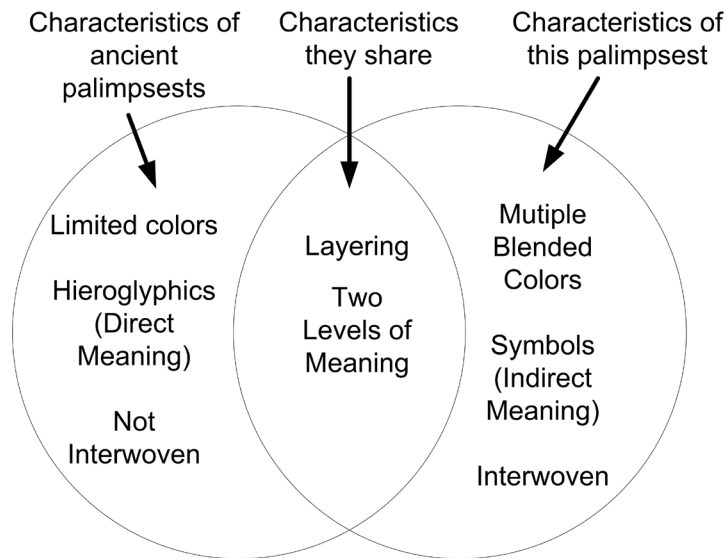 Characteristics of
ancient
palimpsests
Characteristics
they share
Characteristics of
this palimpsest
Limited colors
Hieroglyphics
(Direct
Meaning)
Not
Interwoven
Layering
Two
Levels of
Meaning
Mutiple
Blended
Colors
Symbols
(Indirect
Meaning)
Interwoven